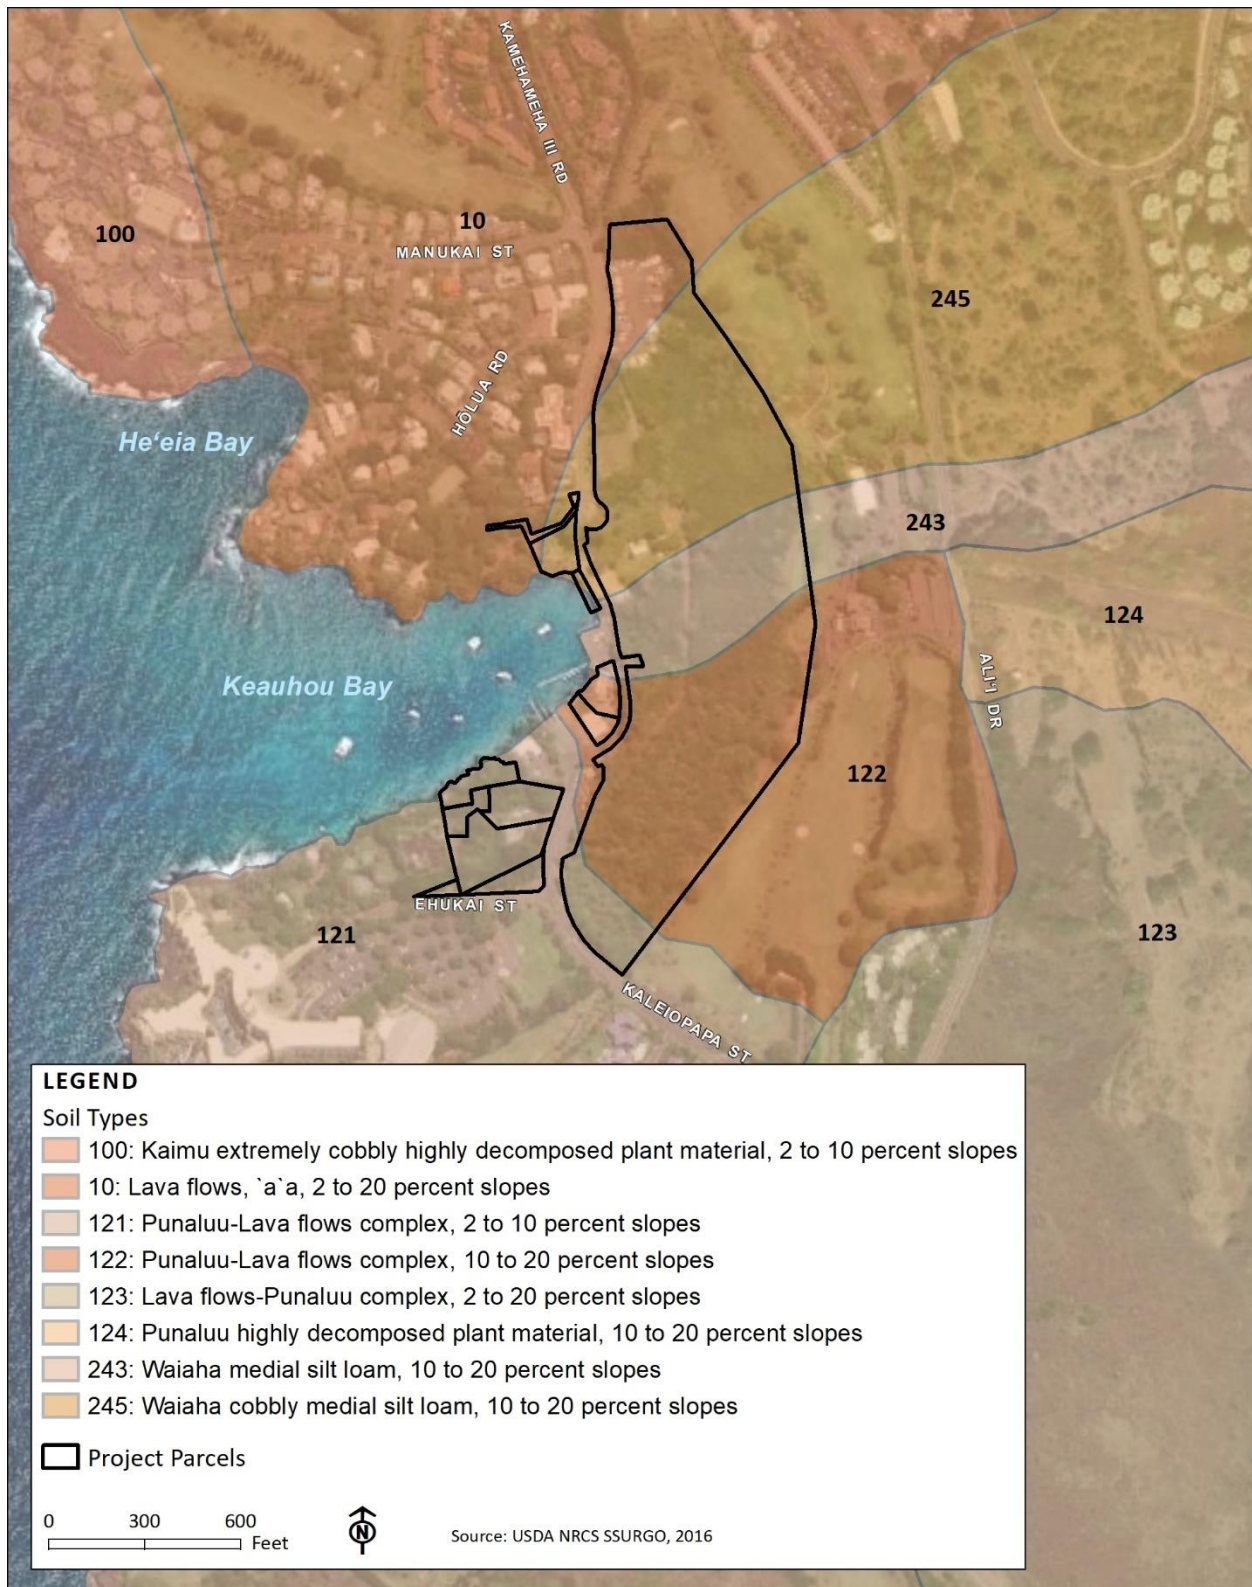 KAMEHAMEHA III RD
10
100
MANUKAI ST
245
HŌLUA RD
He‘eia Bay
243
124
ALI‘I DR
Keauhou Bay
122
EHUKAI ST
121
123
KALEIOPAPA ST
LEGEND
Soil Types
100: Kaimu extremely cobbly highly decomposed plant material, 2 to 10 percent slopes
10: Lava flows, `a`a, 2 to 20 percent slopes
121: Punaluu-Lava flows complex, 2 to 10 percent slopes
122: Punaluu-Lava flows complex, 10 to 20 percent slopes
123: Lava flows-Punaluu complex, 2 to 20 percent slopes
124: Punaluu highly decomposed plant material, 10 to 20 percent slopes
243: Waiaha medial silt loam, 10 to 20 percent slopes
245: Waiaha cobbly medial silt loam, 10 to 20 percent slopes
Project Parcels
0 300 600
Feet
N
Source: USDA NRCS SSURGO, 2016